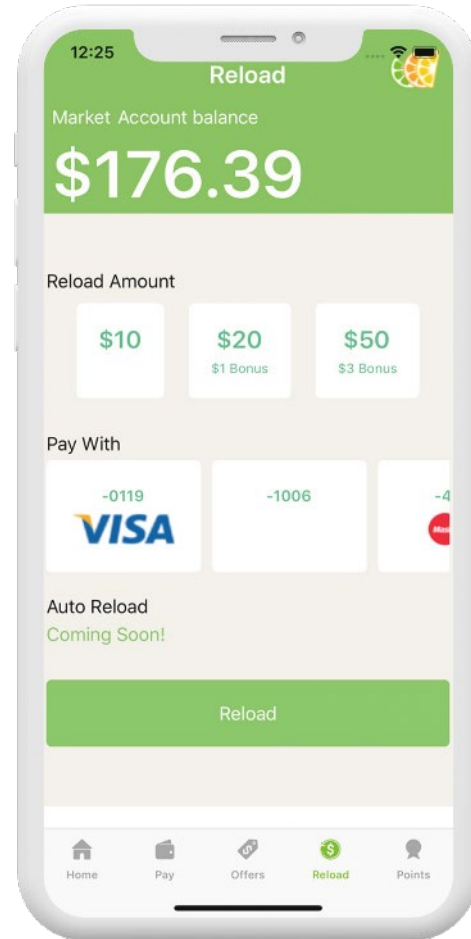 12:25
Reload
Market Account balance
$176.39
Reload Amount
$10
$20
$50
$1 Bonus
$3 Bonus
Pay With
-0119
-1006
-4
VISA
Auto Reload
Coming Soon!
Reload
Home
Pay
Offers
Reload
Points